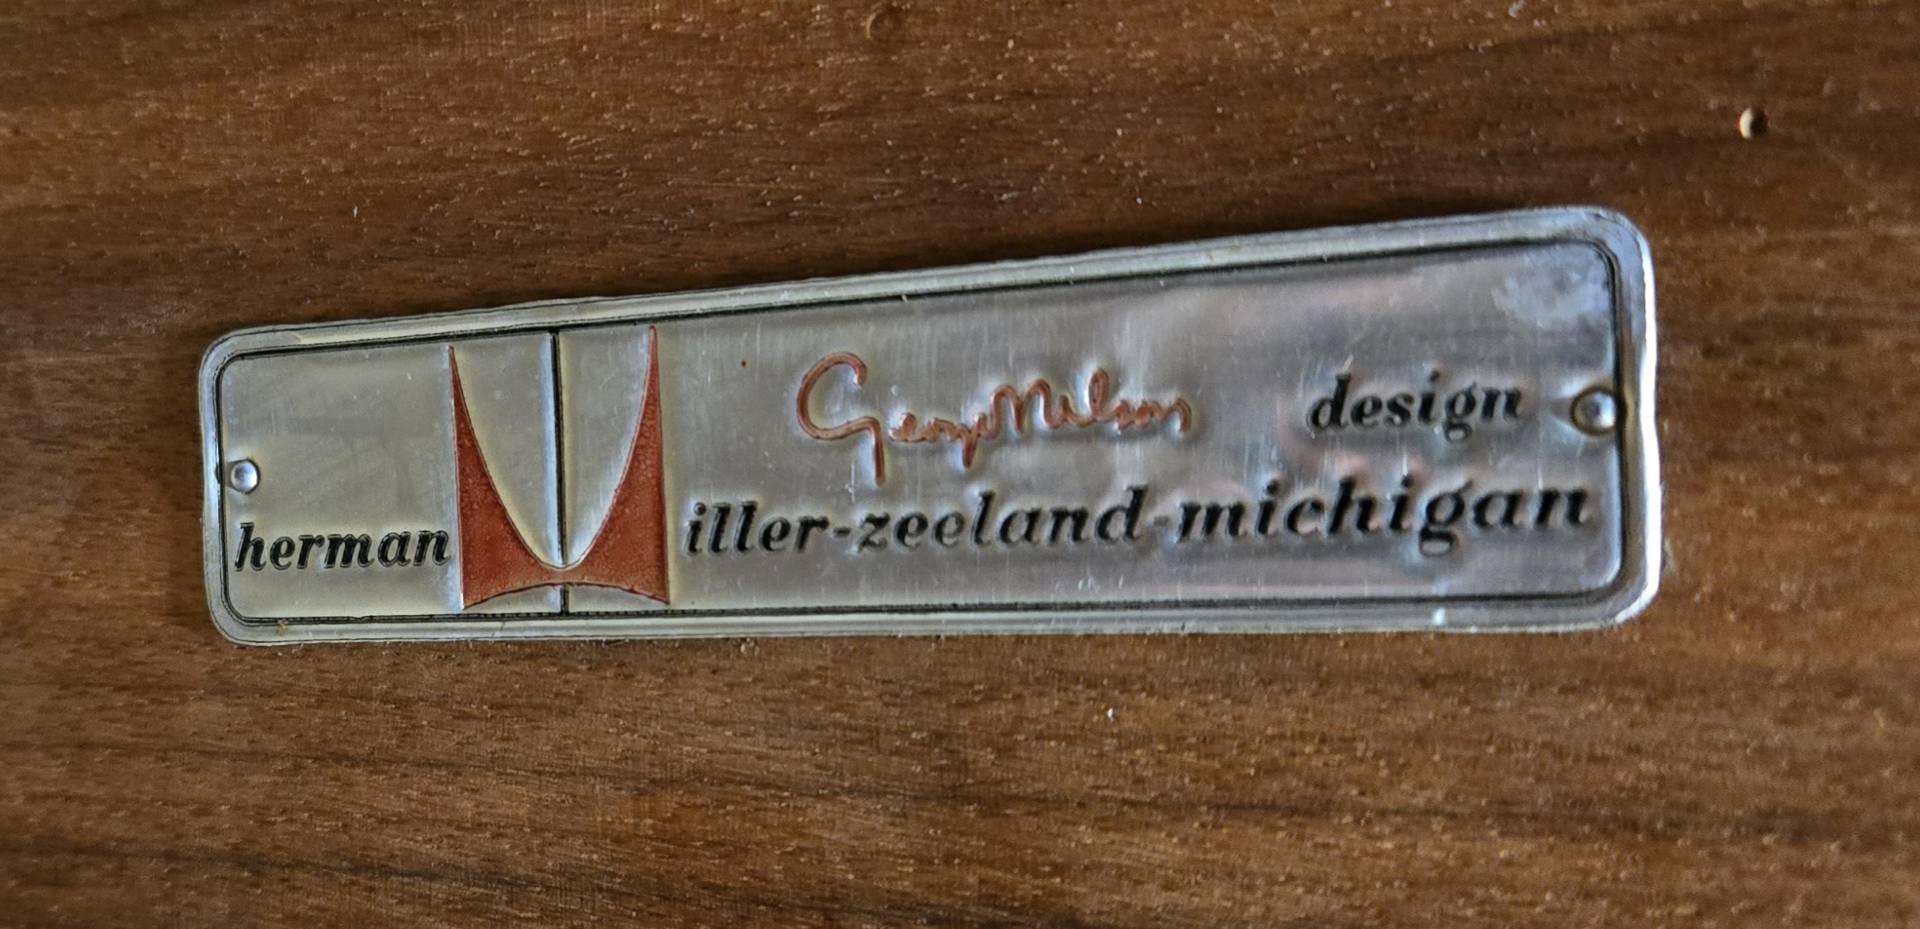 George Nelson design
herman miller-zeeland-michigan